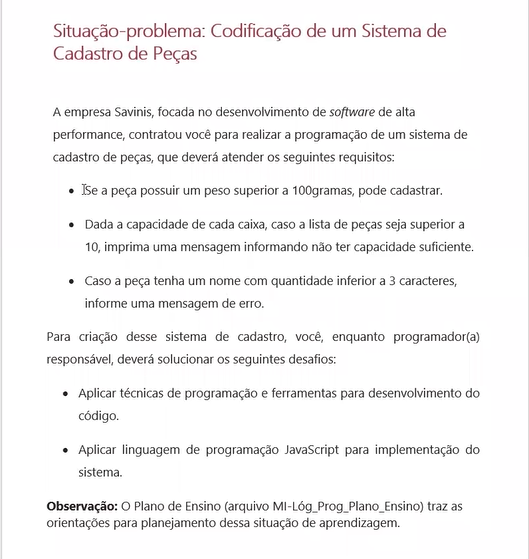 Situação-problema: Codificação de um Sistema de
Cadastro de Peças
A empresa Savinis, focada no desenvolvimento de software de alta
performance, contratou você para realizar a programação de um sistema de
cadastro de peças, que deverá atender os seguintes requisitos:
• Se a peça possuir um peso superior a 100gramas, pode cadastrar.
• Dada a capacidade de cada caixa, caso a lista de peças seja superior a
10, imprima uma mensagem informando não ter capacidade suficiente.
• Caso a peça tenha um nome com quantidade inferior a 3 caracteres,
informe uma mensagem de erro.
Para criação desse sistema de cadastro, você, enquanto programador(a)
responsável, deverá solucionar os seguintes desafios:
• Aplicar técnicas de programação e ferramentas para desenvolvimento do
código.
• Aplicar linguagem de programação JavaScript para implementação do
sistema.
Observação: O Plano de Ensino (arquivo MI-Lóg_Prog_Plano_Ensino) traz as
orientações para planejamento dessa situação de aprendizagem.